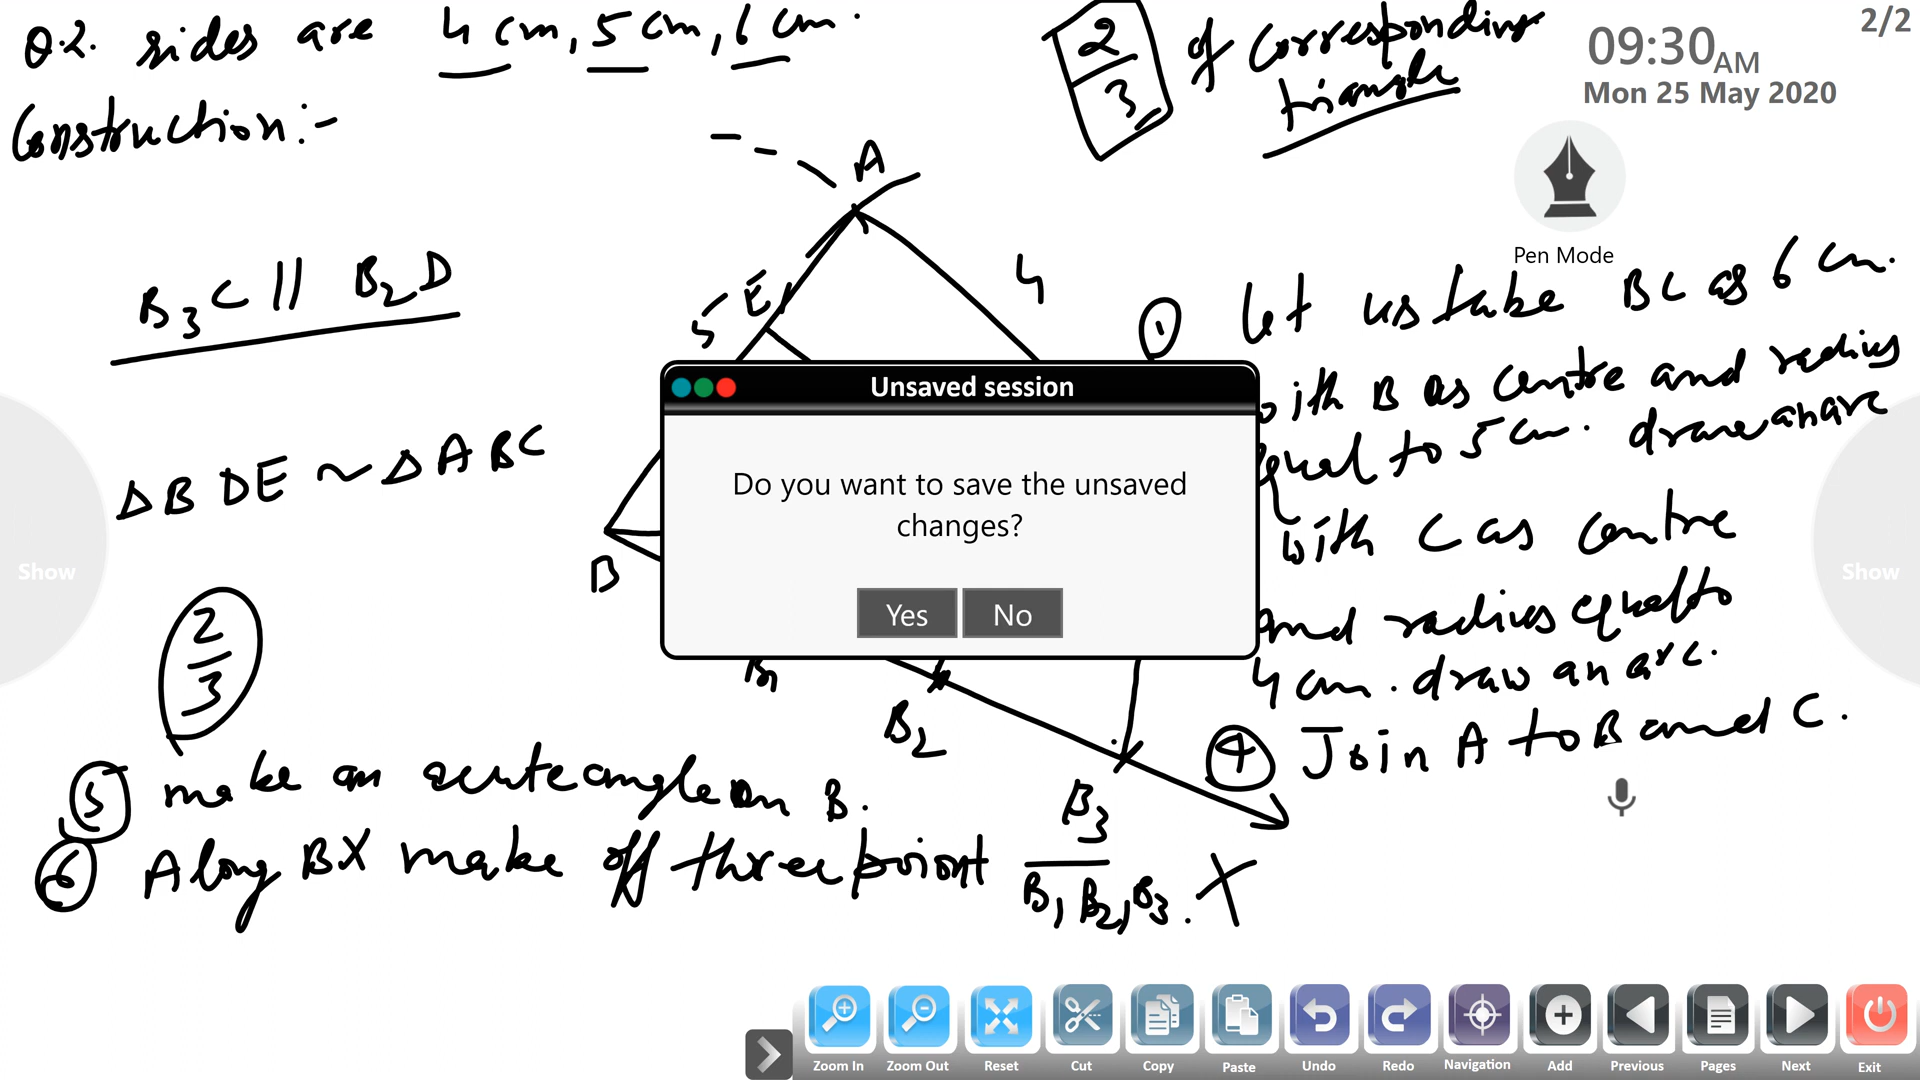 Q.2. sides are 4 cm, 5 cm, 6 cm.
2/3 of corresponding
triangle
2/2
09:30 AM
Mon 25 May 2020
Construction:-
Pen Mode
A
B3C || B2D
5 E
4
① Let us take BC as 6 cm.
with B as centre and radius
equal to 5 cm. draw an arc
Unsaved session
Do you want to save the unsaved
changes?
Yes No
ΔBDE ~ ΔABC
with C as centre
and radius equal to
4 cm. draw an arc.
Show
Show
B
2/3
B1
B2
④ Join A to B and C.
⑤ make an acute angle on B.
B3
⑥ Along BX make off three point B1, B2, B3.
X
Zoom In Zoom Out Reset Cut Copy Paste Undo Redo Navigation Add Previous Pages Next Exit